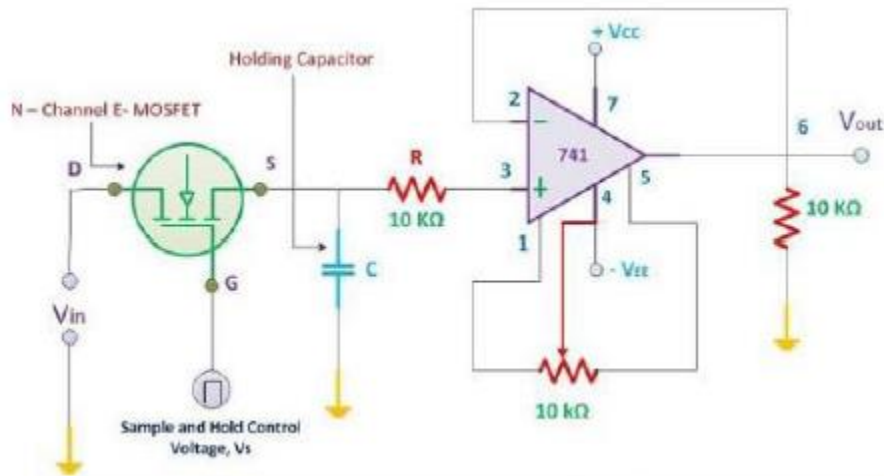 + Vcc
Holding Capacitor
N – Channel E- MOSFET
2
7
6
Vout
D
S
R
3
741
5
4
10 KΩ
10 KΩ
1
G
C
- VEE
Vin
10 kΩ
Sample and Hold Control
Voltage, Vs